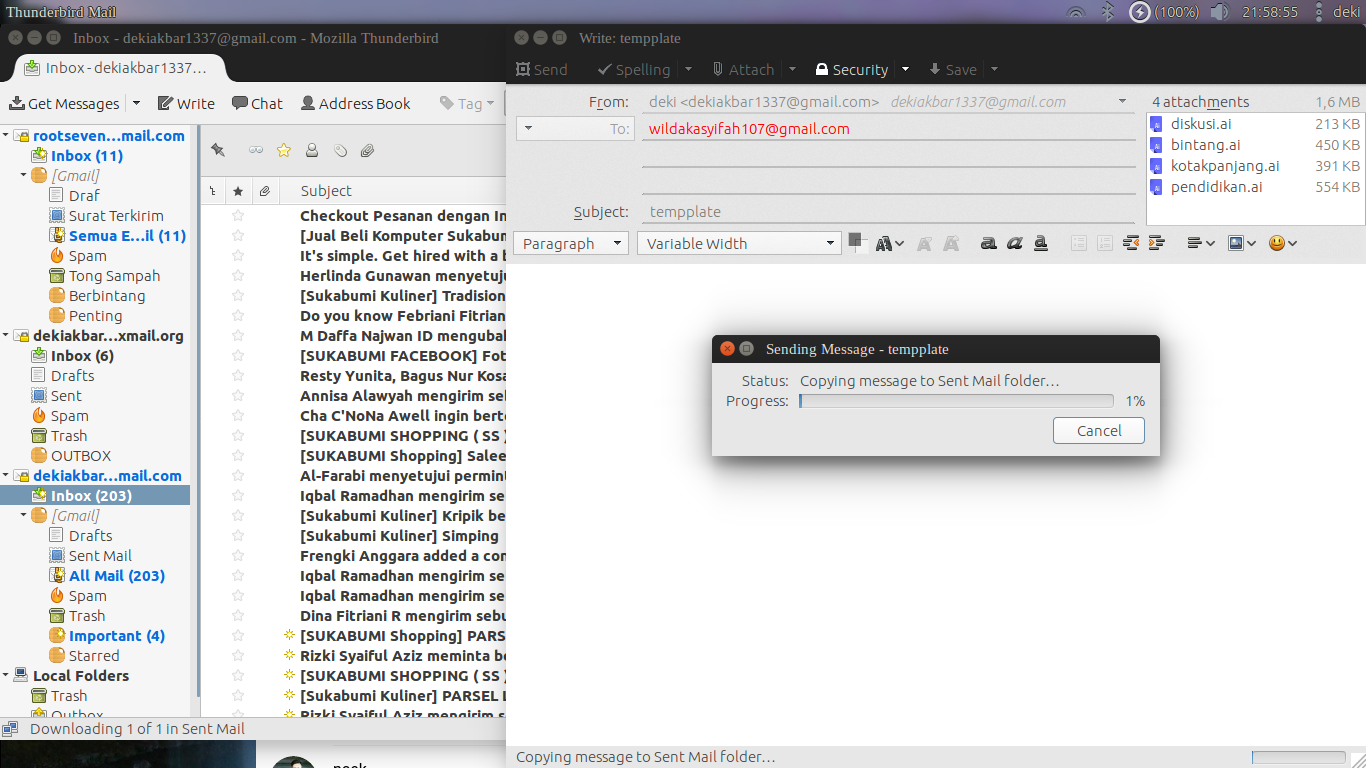 Thunderbird Mail
(100%)
21:58:55
deki
Inbox - dekiakbar1337@gmail.com - Mozilla Thunderbird
Inbox - dekiakbar1337…
Get Messages
Write
Chat
Address Book
Tag
rootseven…mail.com
Inbox (11)
[Gmail]
Draf
Surat Terkirim
Semua E…il (11)
Spam
Tong Sampah
Berbintang
Penting
dekiakbar…xmail.org
Inbox (6)
Drafts
Sent
Spam
Trash
OUTBOX
dekiakbar…mail.com
Inbox (203)
[Gmail]
Drafts
Sent Mail
All Mail (203)
Spam
Trash
Important (4)
Starred
Local Folders
Trash
Outbox
Subject
Checkout Pesanan dengan In
[Jual Beli Komputer Sukabum
It's simple. Get hired with a b
Herlinda Gunawan menyetuju
[Sukabumi Kuliner] Tradision
Do you know Febriani Fitrian
M Daffa Najwan ID mengubah
[SUKABUMI FACEBOOK] Fot
Resty Yunita, Bagus Nur Kosa
Annisa Alawyah mengirim seb
Cha C'NoNa Awell ingin berte
[SUKABUMI SHOPPING ( SS )
[SUKABUMI Shopping] Salee
Al-Farabi menyetujui permint
Iqbal Ramadhan mengirim se
[Sukabumi Kuliner] Kripik be
[Sukabumi Kuliner] Simping
Frengki Anggara added a con
Iqbal Ramadhan mengirim se
Iqbal Ramadhan mengirim se
Dina Fitriani R mengirim sebu
[SUKABUMI Shopping] PARS
Rizki Syaiful Aziz meminta be
[SUKABUMI SHOPPING ( SS )
[Sukabumi Kuliner] PARSEL L
Rizki Syaiful Aziz mengirim s
Downloading 1 of 1 in Sent Mail
Write: tempplate
Send
Spelling
Attach
Security
Save
From:
deki <dekiakbar1337@gmail.com> dekiakbar1337@gmail.com
To:
wildakasyifah107@gmail.com
Subject:
tempplate
4 attachments
1,6 MB
diskusi.ai
213 KB
bintang.ai
450 KB
kotakpanjang.ai
391 KB
pendidikan.ai
554 KB
Paragraph
Variable Width
Sending Message - tempplate
Status: Copying message to Sent Mail folder…
Progress:
1%
Cancel
Copying message to Sent Mail folder…